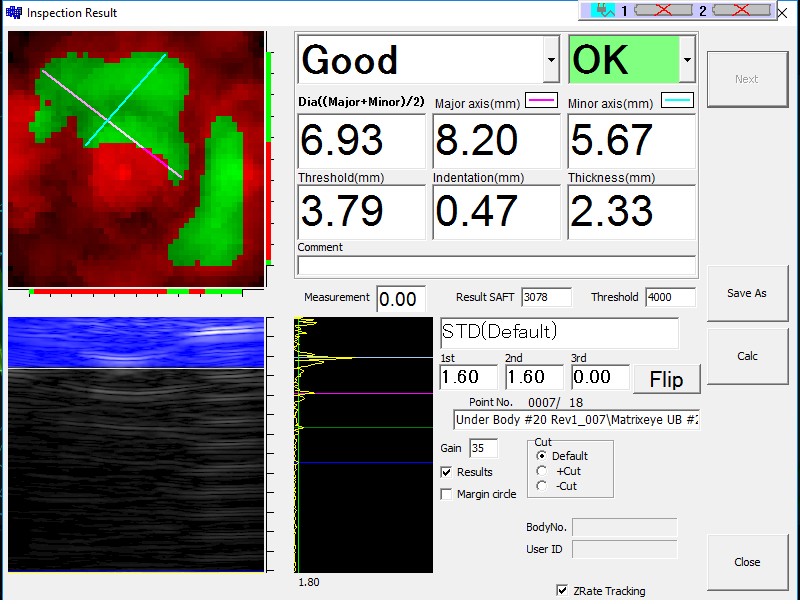 Inspection Result
1 2
Good OK
Next
Dia((Major+Minor)/2) Major axis(mm) Minor axis(mm)
6.93 8.20 5.67
Threshold(mm) Indentation(mm) Thickness(mm)
3.79 0.47 2.33
Comment
Measurement 0.00 Result SAFT 3078 Threshold 4000
Save As
STD(Default)
Calc
1st 2nd 3rd
1.60 1.60 0.00 Flip
Point No. 0007/ 18
Under Body #20 Rev1_007\Matrixeye UB #2
Gain 35
Cut
Default
Results
+Cut
-Cut
Margin circle
BodyNo.
User ID
Close
1.80
ZRate Tracking